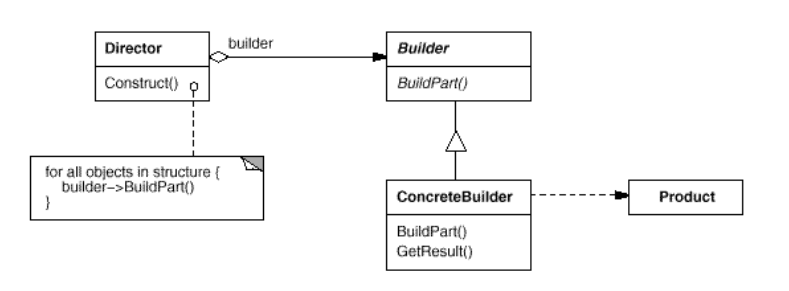 Director
builder
Builder
Construct()
BuildPart()
for all objects in structure {
builder->BuildPart()
}
ConcreteBuilder
Product
BuildPart()
GetResult()